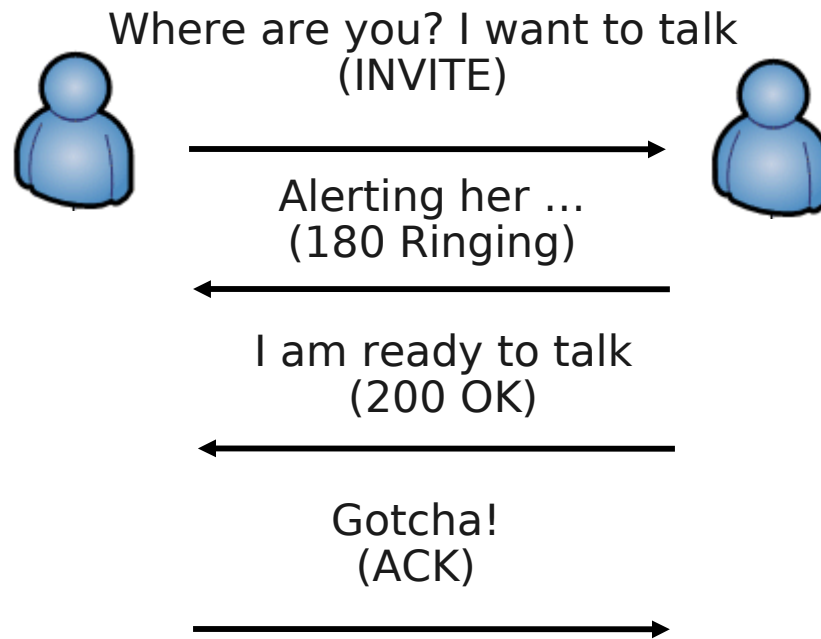 Where are you? I want to talk
(INVITE)
Alerting her ...
(180 Ringing)
I am ready to talk
(200 OK)
Gotcha!
(ACK)